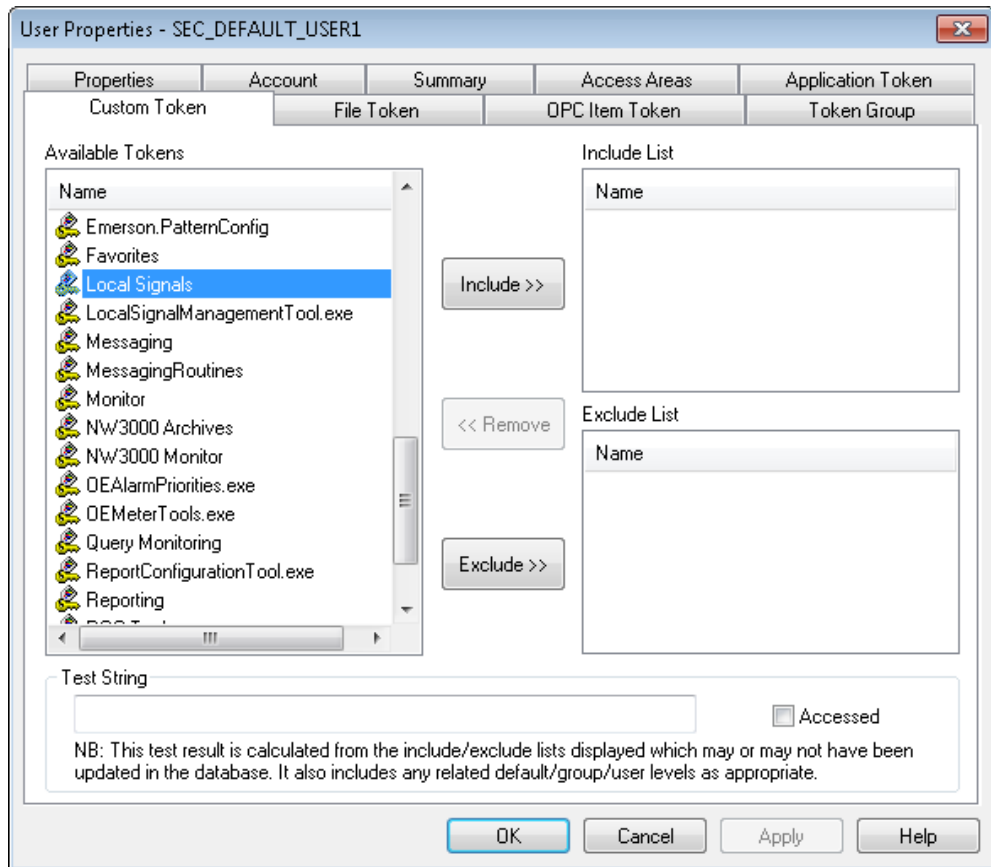 User Properties - SEC_DEFAULT_USER1
Properties
Account
Summary
Access Areas
Application Token
Custom Token
File Token
OPC Item Token
Token Group
Available Tokens
Name
Emerson.PatternConfig
Favorites
Local Signals
LocalSignalManagementTool.exe
Messaging
MessagingRoutines
Monitor
NW3000 Archives
NW3000 Monitor
OEAlarmPriorities.exe
OEMeterTools.exe
Query Monitoring
ReportConfigurationTool.exe
Reporting
Include >>
<< Remove
Exclude >>
Include List
Name
Exclude List
Name
Test String
Accessed
NB: This test result is calculated from the include/exclude lists displayed which may or may not have been
updated in the database. It also includes any related default/group/user levels as appropriate.
OK
Cancel
Apply
Help